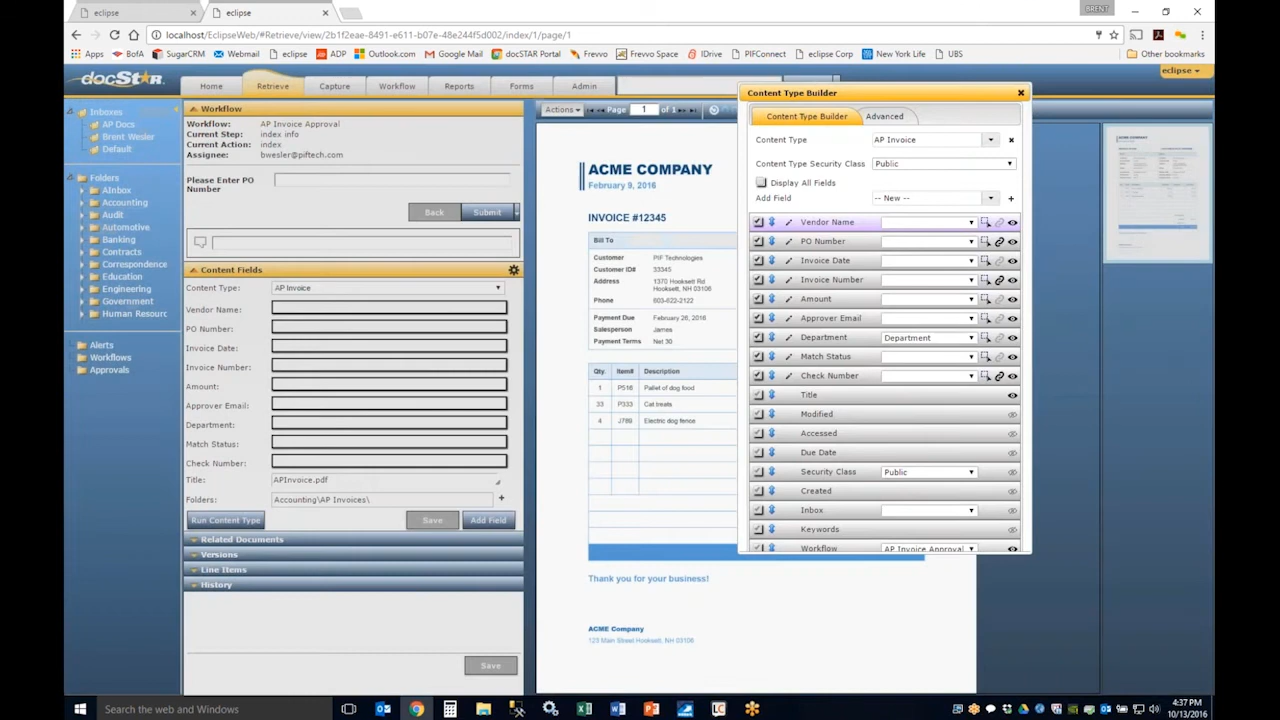 eclipse
eclipse
BRENT
localhost/EclipseWeb/#Retrieve/view/2b1f2eae-8491-e611-b07e-48e244f5d002/index/1/page/1
Apps BofA SugarCRM Webmail eclipse ADP Outlook.com Google Mail docSTAR Portal Frevvo Frevvo Space IDrive PIFConnect eclipse Corp New York Life UBS Other bookmarks
docSTAR
Home Retrieve Capture Workflow Reports Forms Admin
eclipse
Inboxes
AP Docs
Brent Wesler
Default
Folders
AInbox
Accounting
Audit
Automotive
Banking
Contracts
Correspondence
Education
Engineering
Government
Human Resourc
Alerts
Workflows
Approvals
Workflow
Workflow: AP Invoice Approval
Current Step: index info
Current Action: index
Assignee: bwesler@piftech.com
Please Enter PO
Number
Back Submit
Content Fields
Content Type: AP Invoice
Vendor Name:
PO Number:
Invoice Date:
Invoice Number:
Amount:
Approver Email:
Department:
Match Status:
Check Number:
Title: APInvoice.pdf
Folders: Accounting\AP Invoices\
Run Content Type Save Add Field
Related Documents
Versions
Line Items
History
Save
Actions Page 1 of 1
ACME COMPANY
February 9, 2016
INVOICE #12345
Bill To
Customer PIF Technologies
Customer ID# 33345
Address 1370 Hooksett Rd
Hooksett, NH 03106
Phone 603-622-2122
Payment Due February 26, 2016
Salesperson James
Payment Terms Net 30
Qty. Item# Description
1 P516 Pallet of dog food
33 P333 Cat treats
4 J789 Electric dog fence
Thank you for your business!
ACME Company
123 Main Street Hooksett, NH 03106
Content Type Builder
Content Type Builder Advanced
Content Type AP Invoice
Content Type Security Class Public
Display All Fields
Add Field -- New --
Vendor Name
PO Number
Invoice Date
Invoice Number
Amount
Approver Email
Department Department
Match Status
Check Number
Title
Modified
Accessed
Due Date
Security Class Public
Created
Inbox
Keywords
Workflow AP Invoice Approval
Search the web and Windows
4:37 PM
10/13/2016